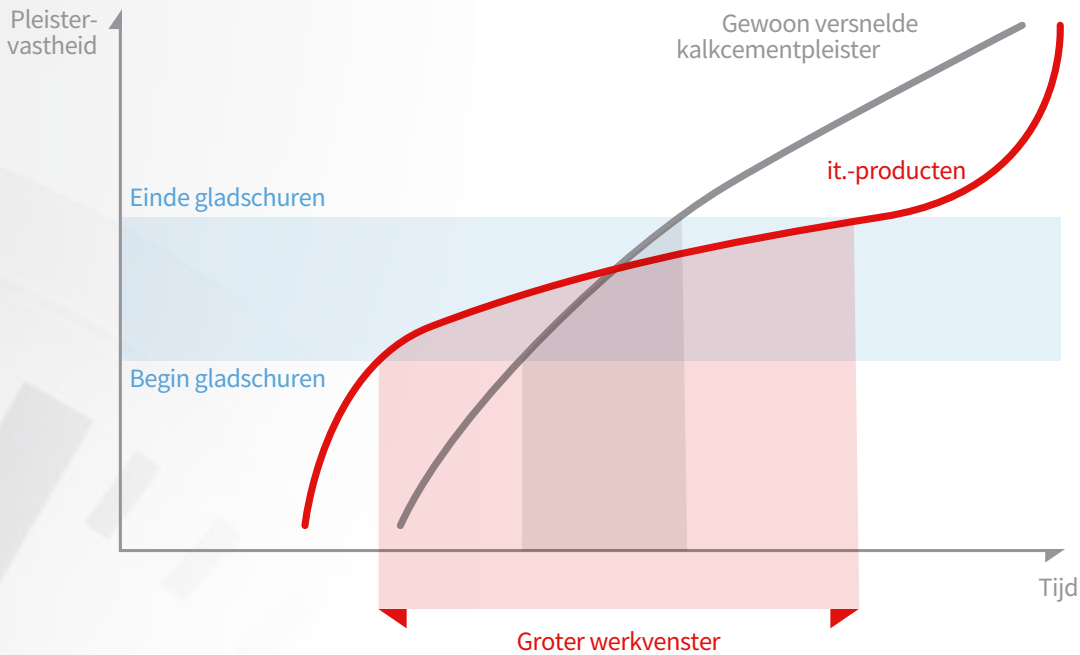 Pleister-
vastheid
Gewoon versnelde
kalkcementpleister
it.-producten
Einde gladschuren
Begin gladschuren
Tijd
Groter werkvenster